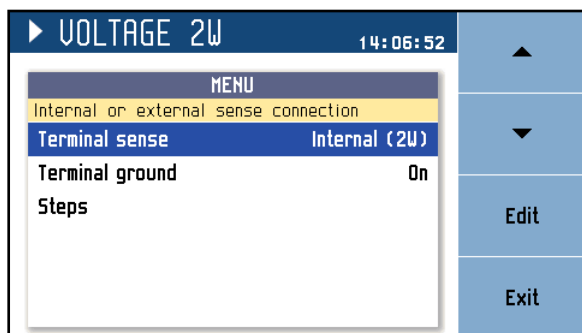 VOLTAGE 2W
14:06:52
MENU
Internal or external sense connection
Terminal sense Internal (2W)
Terminal ground On
Steps
Edit
Exit